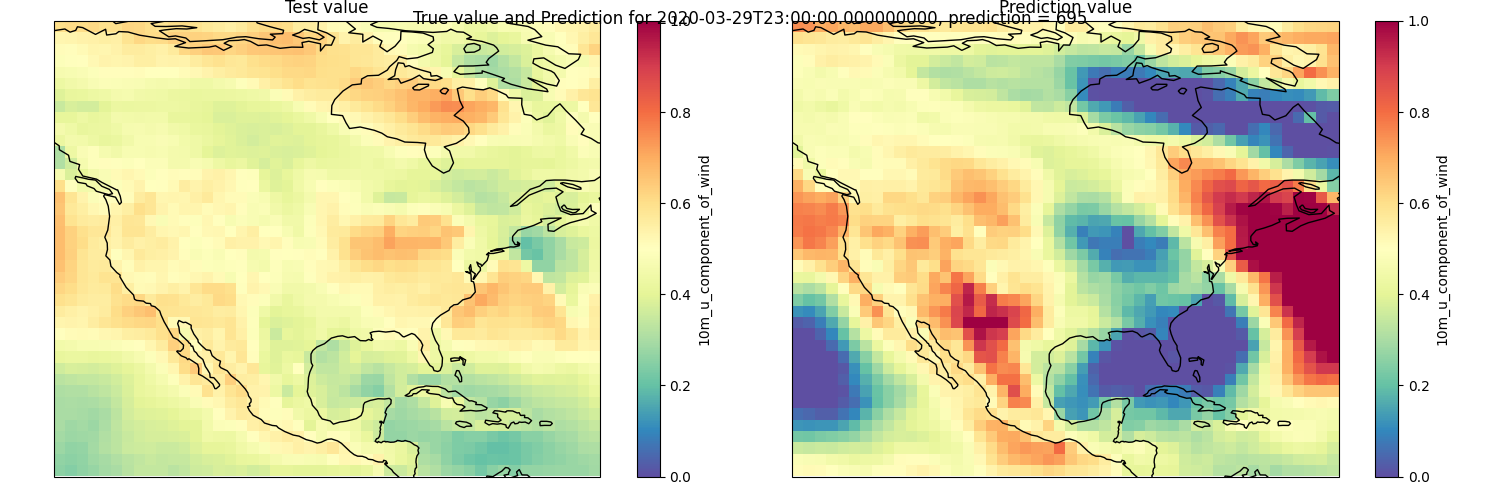 True value and Prediction for 2020-03-29T23:00:00.000000000, prediction = 695
Test value
Prediction value
1.0
0.8
0.6
0.4
0.2
0.0
10m_u_component_of_wind
1.0
0.8
0.6
0.4
0.2
0.0
10m_u_component_of_wind